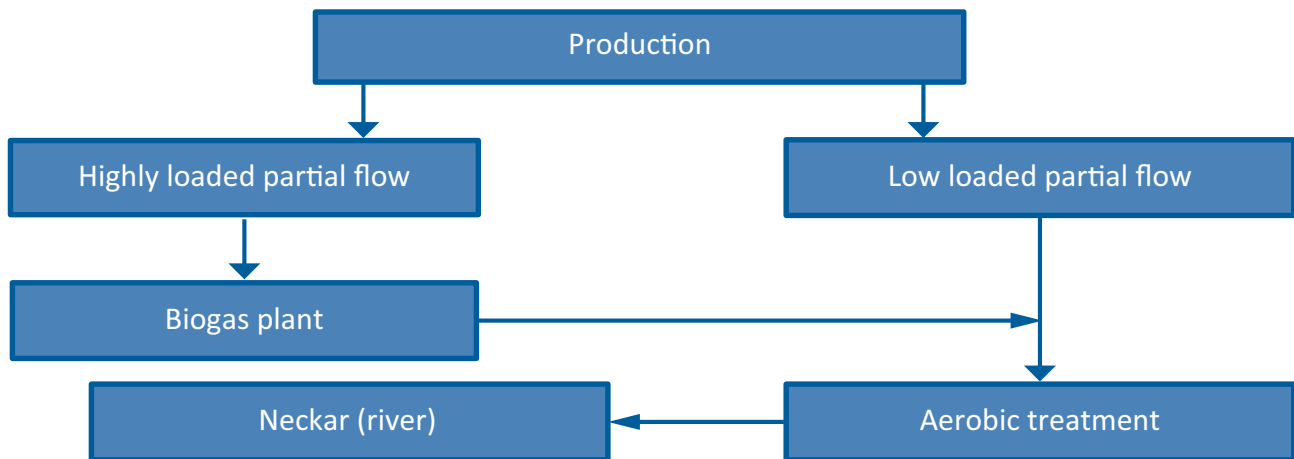 Production
Highly loaded partial flow
Low loaded partial flow
Biogas plant
Neckar (river)
Aerobic treatment